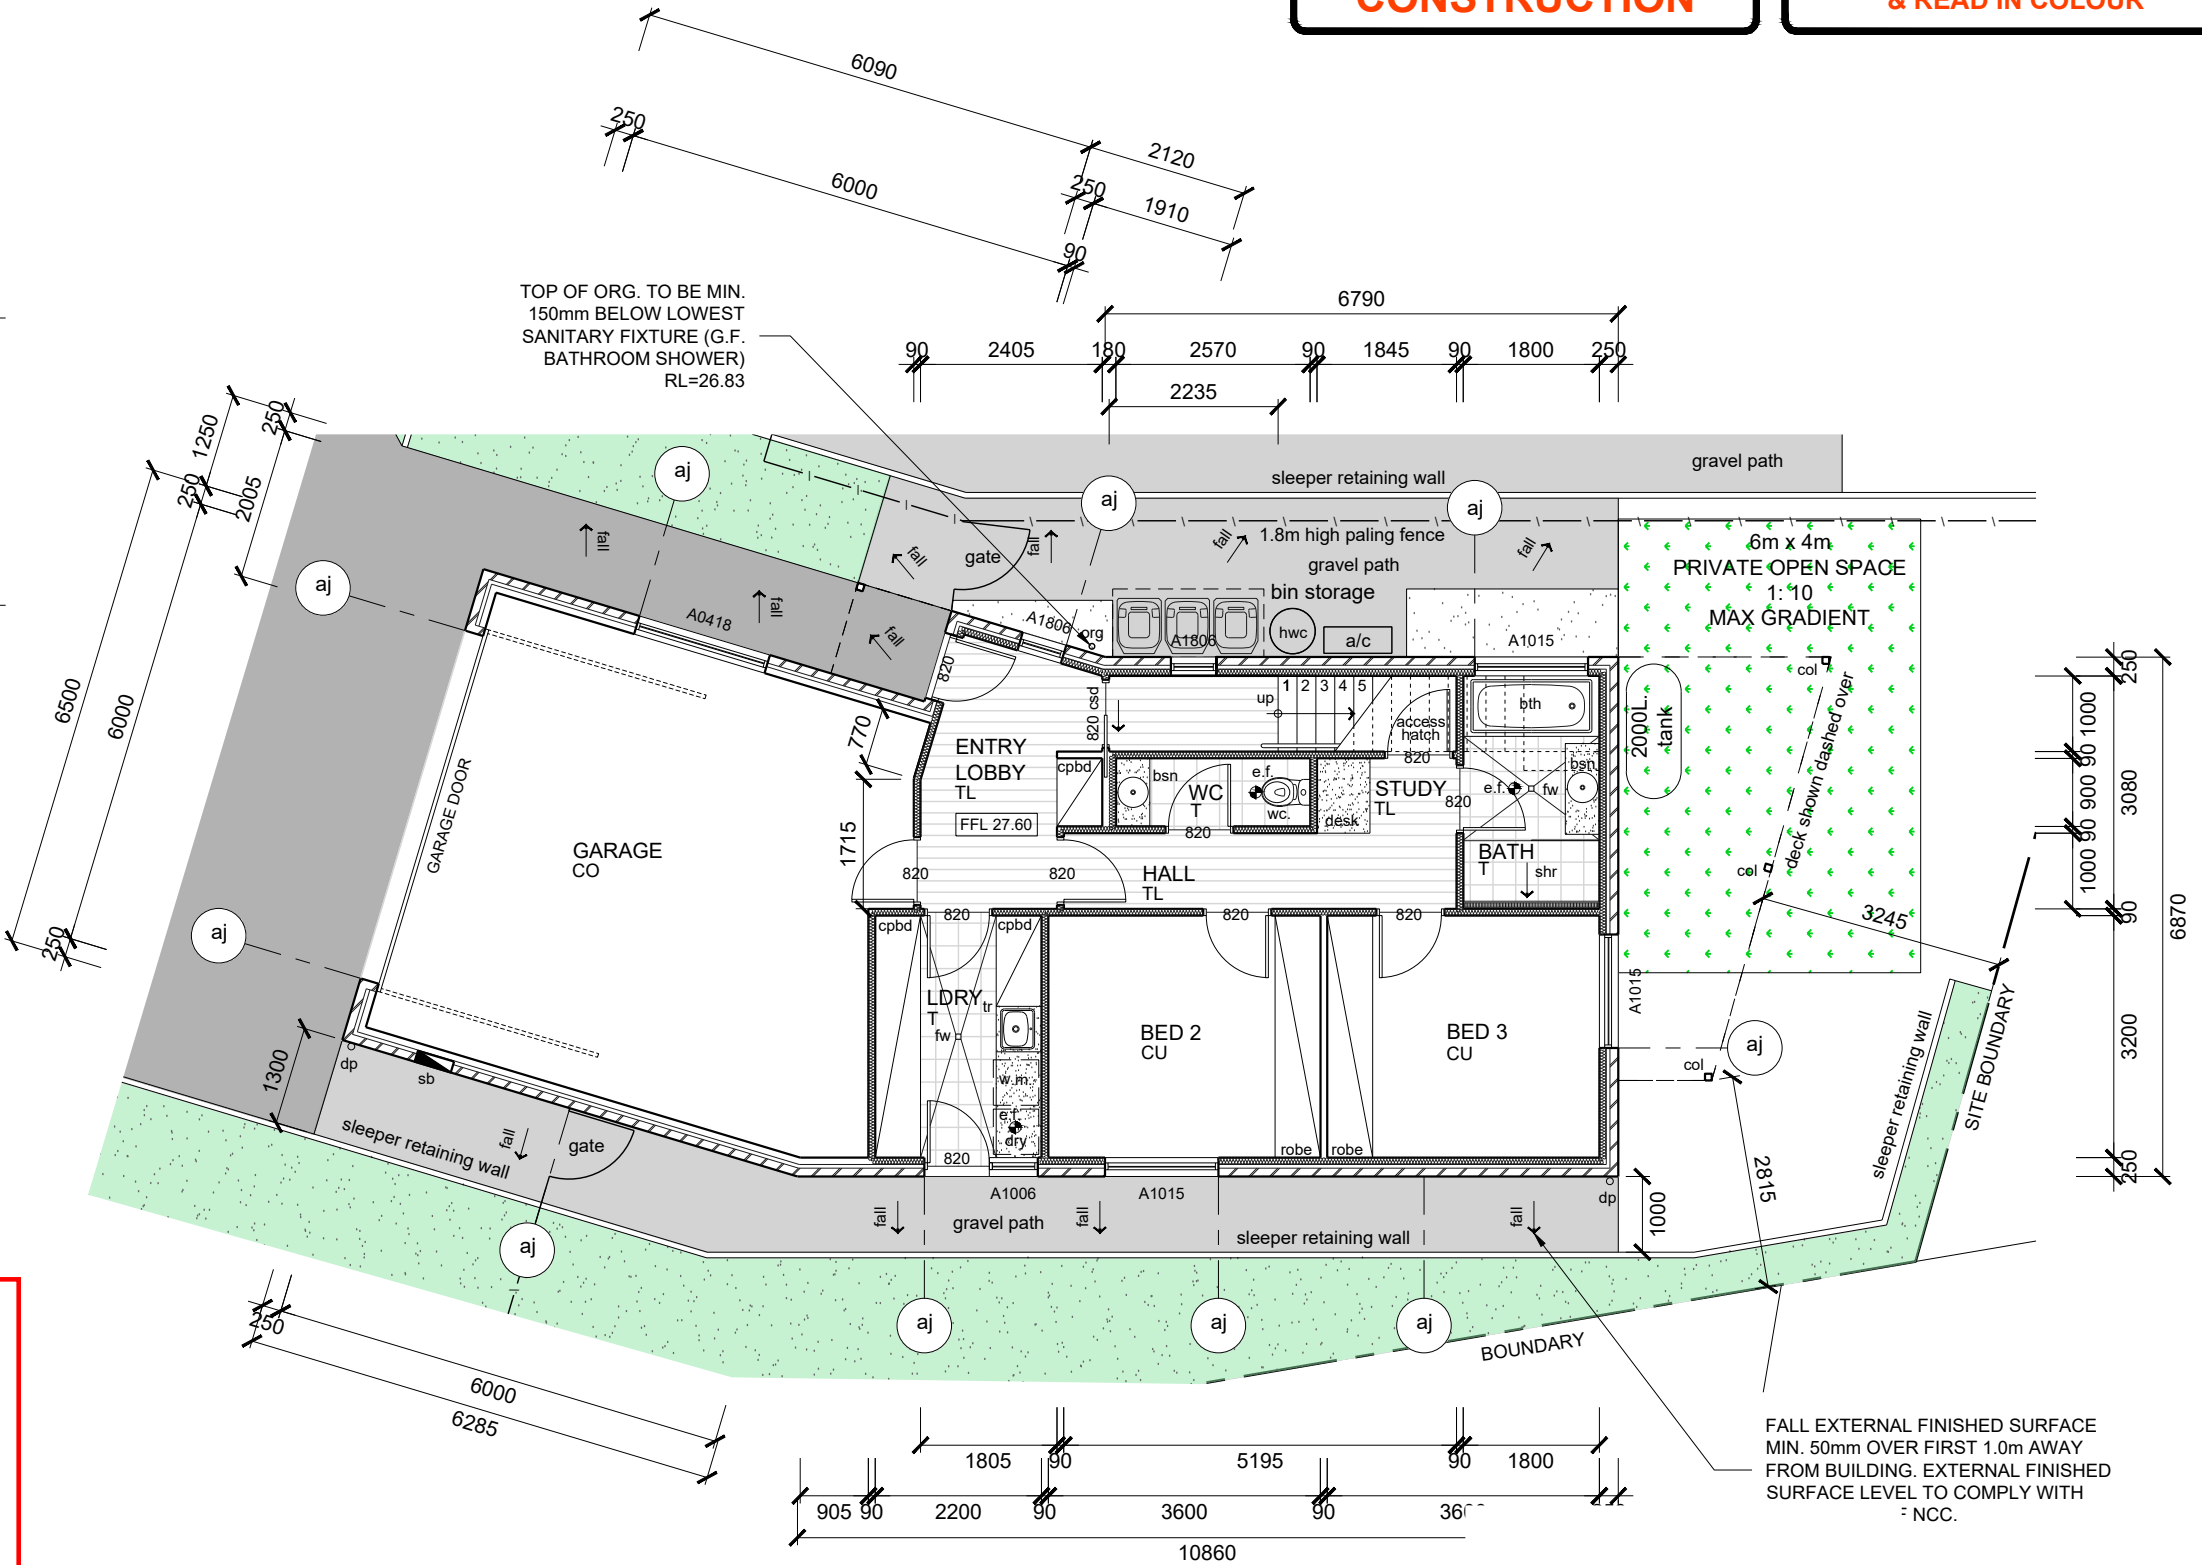 CONSTRUCTION
& READ IN COLOUR
6090
250
6000
2120
250
1910
90
TOP OF ORG. TO BE MIN.
150mm BELOW LOWEST
SANITARY FIXTURE (G.F.
BATHROOM SHOWER)
RL=26.83
6790
90 2405 180 2570 90 1845 90 1800 250
2235
1250
250
250
2005
6500
6000
250
aj
aj
aj
aj
aj
gravel path
sleeper retaining wall
1.8m high paling fence
gravel path
bin storage
gate
fall
fall
fall
fall
fall
fall
fall
6m x 4m
PRIVATE OPEN SPACE
1: 10
MAX GRADIENT
A0418
A1806
org
A1806
hwc
a/c
A1015
820
770
1715
820 csd
up
1 2 3 4 5
access
hatch
820
bth
2000L.
tank
col
deck shown dashed over
col
col
ENTRY
LOBBY
TL
FFL 27.60
cpbd
bsn
WC
T
e.f.
wc.
820
desk
STUDY
TL
820
e.f.
fw
bsn
BATH
T
shr
GARAGE DOOR
GARAGE
CO
820
820
HALL
TL
820
820
820
cpbd
cpbd
LDRY
T
tr
fw
w.m.
e.f.
dry
820
BED 2
CU
robe
robe
BED 3
CU
A1015
aj
250
1000
90
900
90
1000
90
3080
3200
250
6870
3245
2815
1000
sleeper retaining wall
SITE BOUNDARY
1300
dp
sb
sleeper retaining wall
fall
gate
aj
A1006
A1015
dp
fall
gravel path
fall
sleeper retaining wall
fall
aj
aj
aj
BOUNDARY
250
6000
6285
1805 90 5195 90 1800
905 90 2200 90 3600 90
10860
FALL EXTERNAL FINISHED SURFACE
MIN. 50mm OVER FIRST 1.0m AWAY
FROM BUILDING. EXTERNAL FINISHED
SURFACE LEVEL TO COMPLY WITH
NCC.